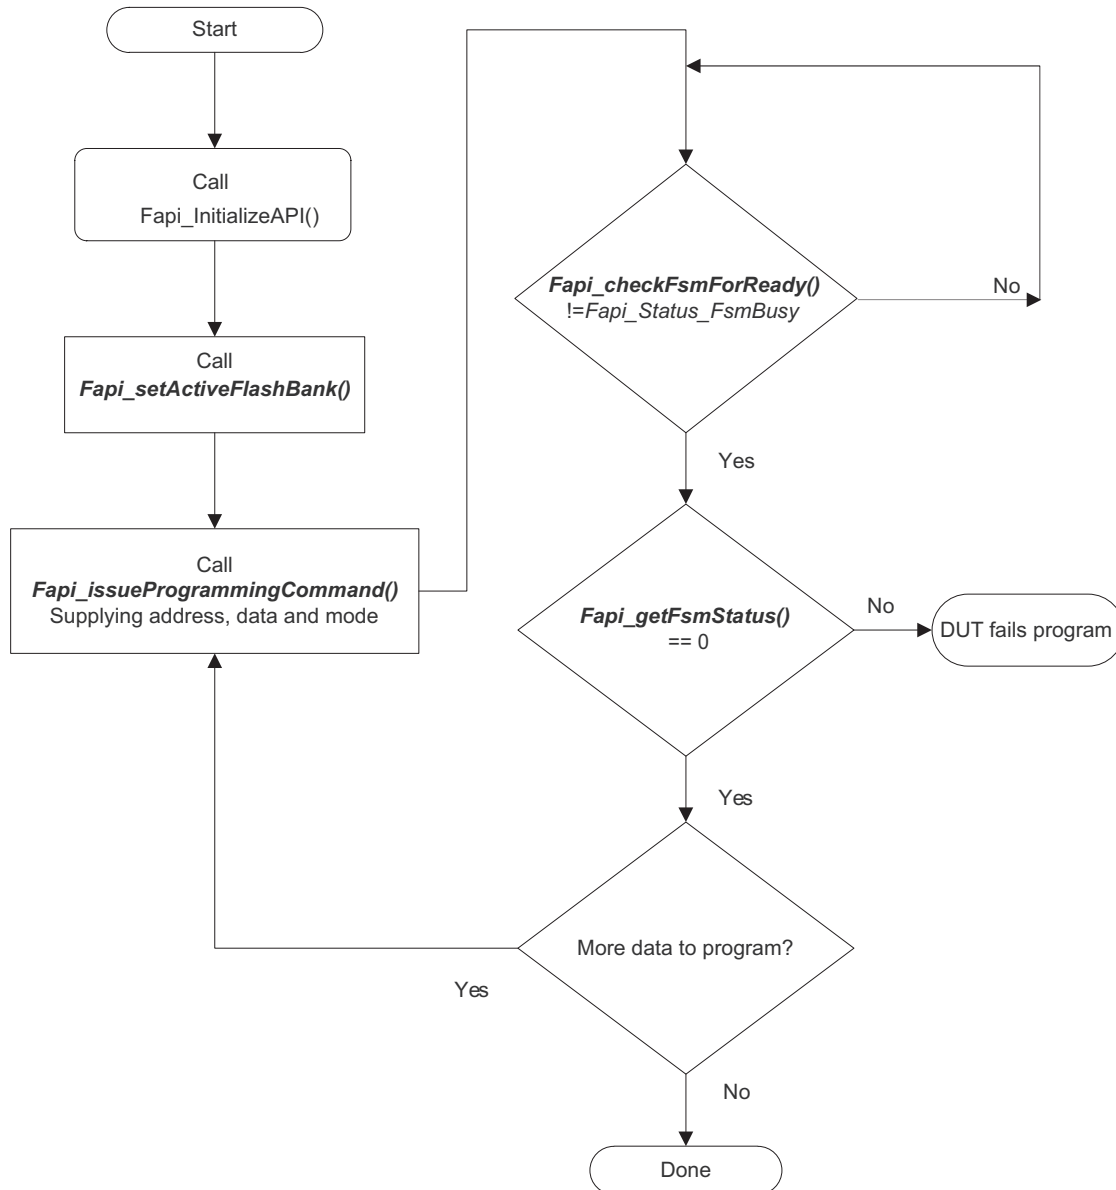 Start
Call
Fapi_InitializeAPI()
Call
Fapi_setActiveFlashBank()
Call
Fapi_issueProgrammingCommand()
Supplying address, data and mode
Fapi_checkFsmForReady()
!=Fapi_Status_FsmBusy
No
Yes
Fapi_getFsmStatus()
== 0
No
DUT fails program
Yes
More data to program?
Yes
No
Done